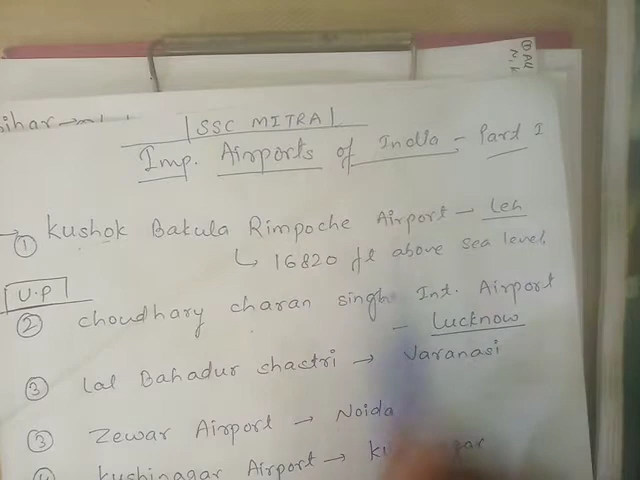 | SSC MITRA |
Imp. Airports of India - Part I
→ ① Kushok Bakula Rimpoche Airport - Leh
↳ 16820 ft above sea level
U.P
② choudhary charan singh Int. Airport
- Lucknow
③ Lal Bahadur shastri → Varanasi
③ Zewar Airport → Noida
④ kushinagar Airport →